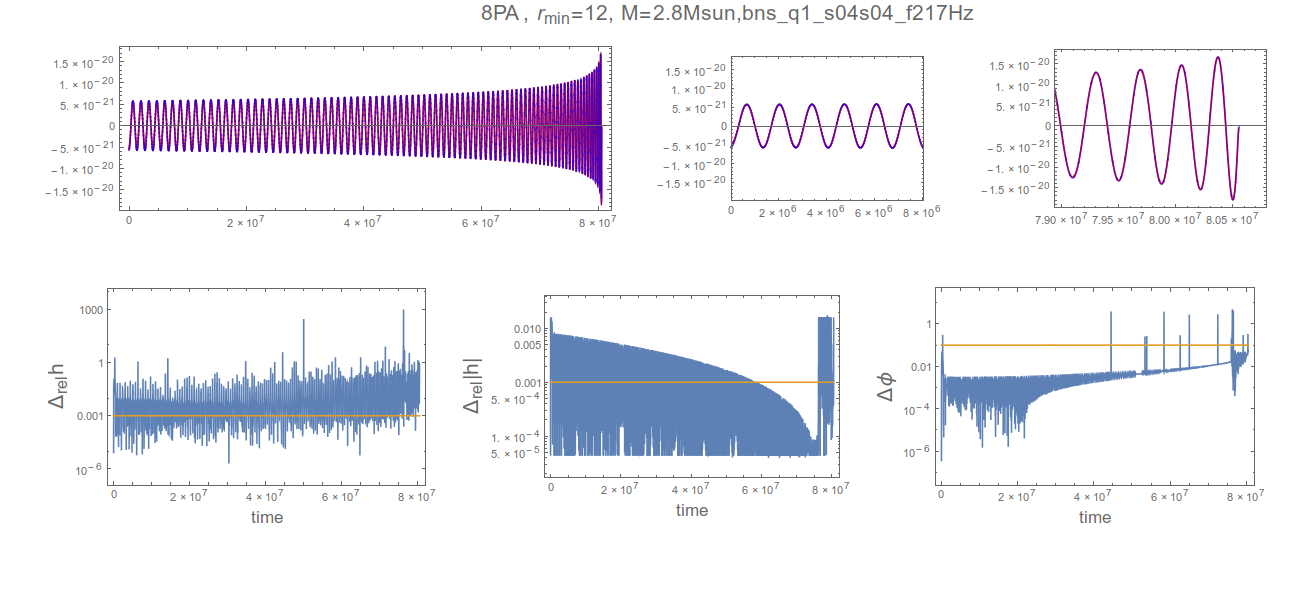 8PA , r_min=12, M=2.8Msun,bns_q1_s04s04_f217Hz
1.5 × 10^-20
1. × 10^-20
5. × 10^-21
0
-5. × 10^-21
-1. × 10^-20
-1.5 × 10^-20
0 2 × 10^7 4 × 10^7 6 × 10^7 8 × 10^7
1.5 × 10^-20
1. × 10^-20
5. × 10^-21
0
-5. × 10^-21
-1. × 10^-20
-1.5 × 10^-20
0 2 × 10^6 4 × 10^6 6 × 10^6 8 × 10^6
1.5 × 10^-20
1. × 10^-20
5. × 10^-21
0
-5. × 10^-21
-1. × 10^-20
-1.5 × 10^-20
7.90 × 10^7 7.95 × 10^7 8.00 × 10^7 8.05 × 10^7
Δ_rel h
1000
1
0.001
10^-6
0 2 × 10^7 4 × 10^7 6 × 10^7 8 × 10^7
time
Δ_rel|h|
0.010
0.005
0.001
5. × 10^-4
1. × 10^-4
5. × 10^-5
0 2 × 10^7 4 × 10^7 6 × 10^7 8 × 10^7
time
Δϕ
1
0.01
10^-4
10^-6
0 2 × 10^7 4 × 10^7 6 × 10^7 8 × 10^7
time